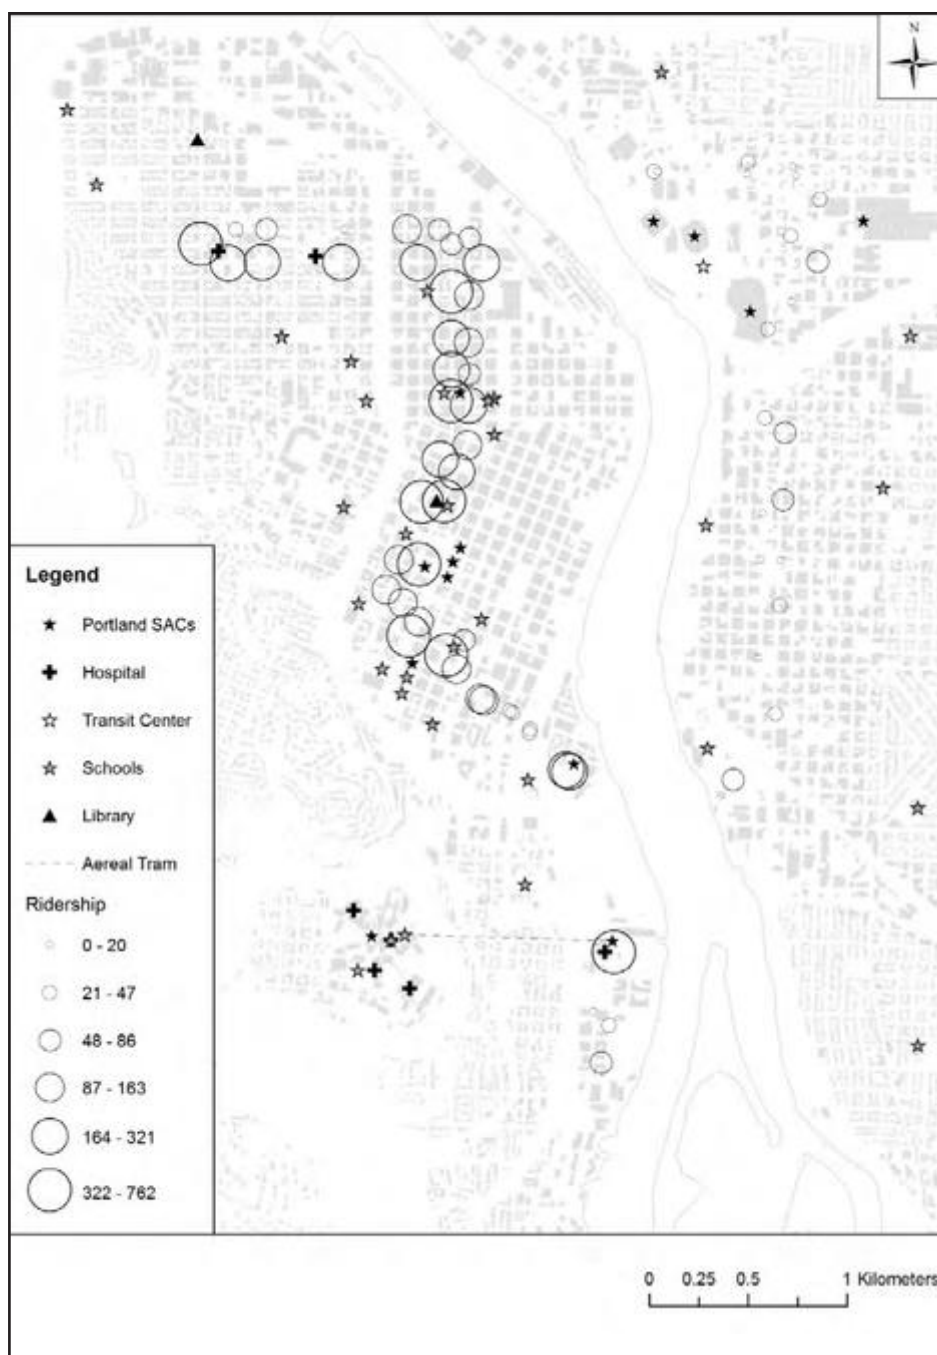 N
Legend
Portland SACs
Hospital
Transit Center
Schools
Library
Aereal Tram
Ridership
0 - 20
21 - 47
48 - 86
87 - 163
164 - 321
322 - 762
0 0.25 0.5 1 Kilometers